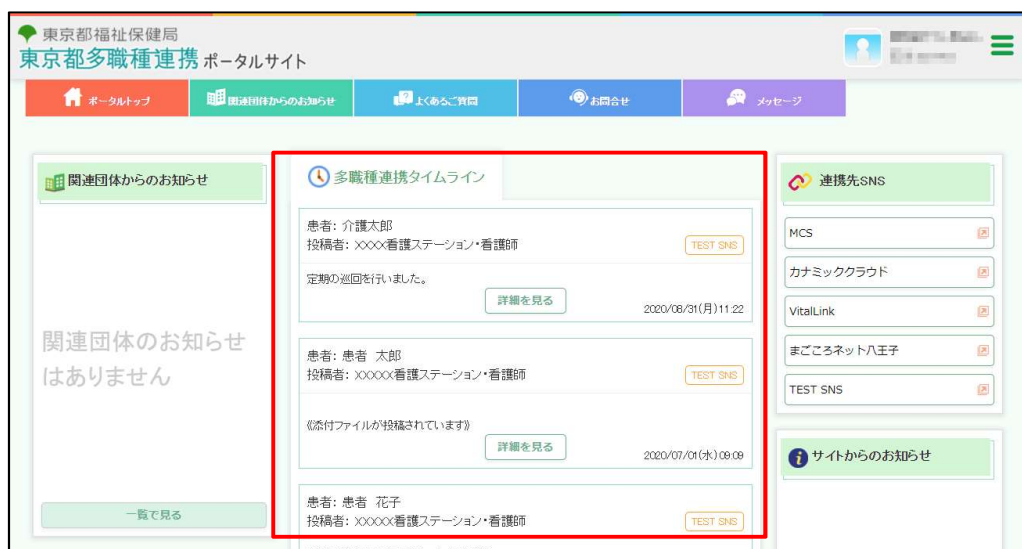 東京都福祉保健局
東京都多職種連携 ポータルサイト
ポータルトップ
関連団体からのお知らせ
よくあるご質問
お問合せ
メッセージ
関連団体からのお知らせ
関連団体のお知らせ
はありません
一覧で見る
多職種連携タイムライン
患者: 介護太郎
投稿者: XXXX看護ステーション・看護師
TEST SNS
定期の巡回を行いました。
詳細を見る
2020/08/31(月)11:22
患者: 患者 太郎
投稿者: XXXXX看護ステーション・看護師
TEST SNS
《添付ファイルが投稿されています》
詳細を見る
2020/07/01(水)09:09
患者: 患者 花子
投稿者: XXXXX看護ステーション・看護師
TEST SNS
連携先SNS
MCS
カナミッククラウド
VitalLink
まごころネット八王子
TEST SNS
サイトからのお知らせ